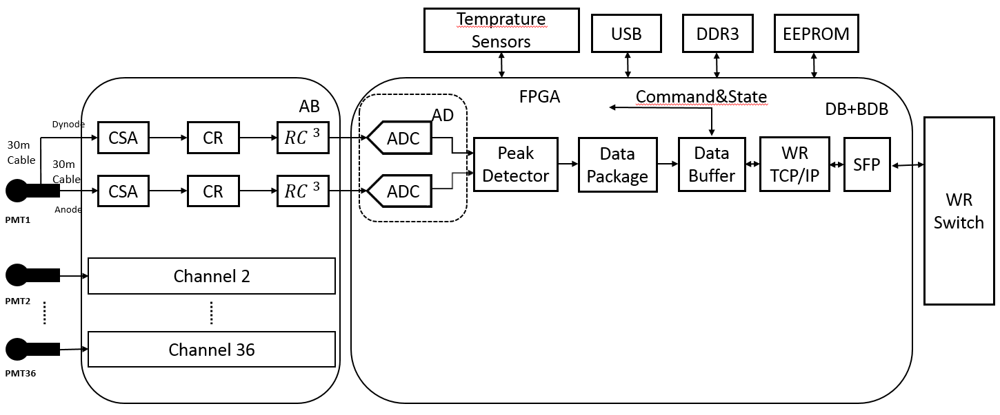 Temprature
Sensors
USB
DDR3
EEPROM
FPGA
Command&State
DB+BDB
AB
AD
Dynode
30m
Cable
30m
Cable
Anode
PMT1
CSA
CR
RC ³
ADC
CSA
CR
RC ³
ADC
Peak
Detector
Data
Package
Data
Buffer
WR
TCP/IP
SFP
WR
Switch
PMT2
Channel 2
PMT36
Channel 36